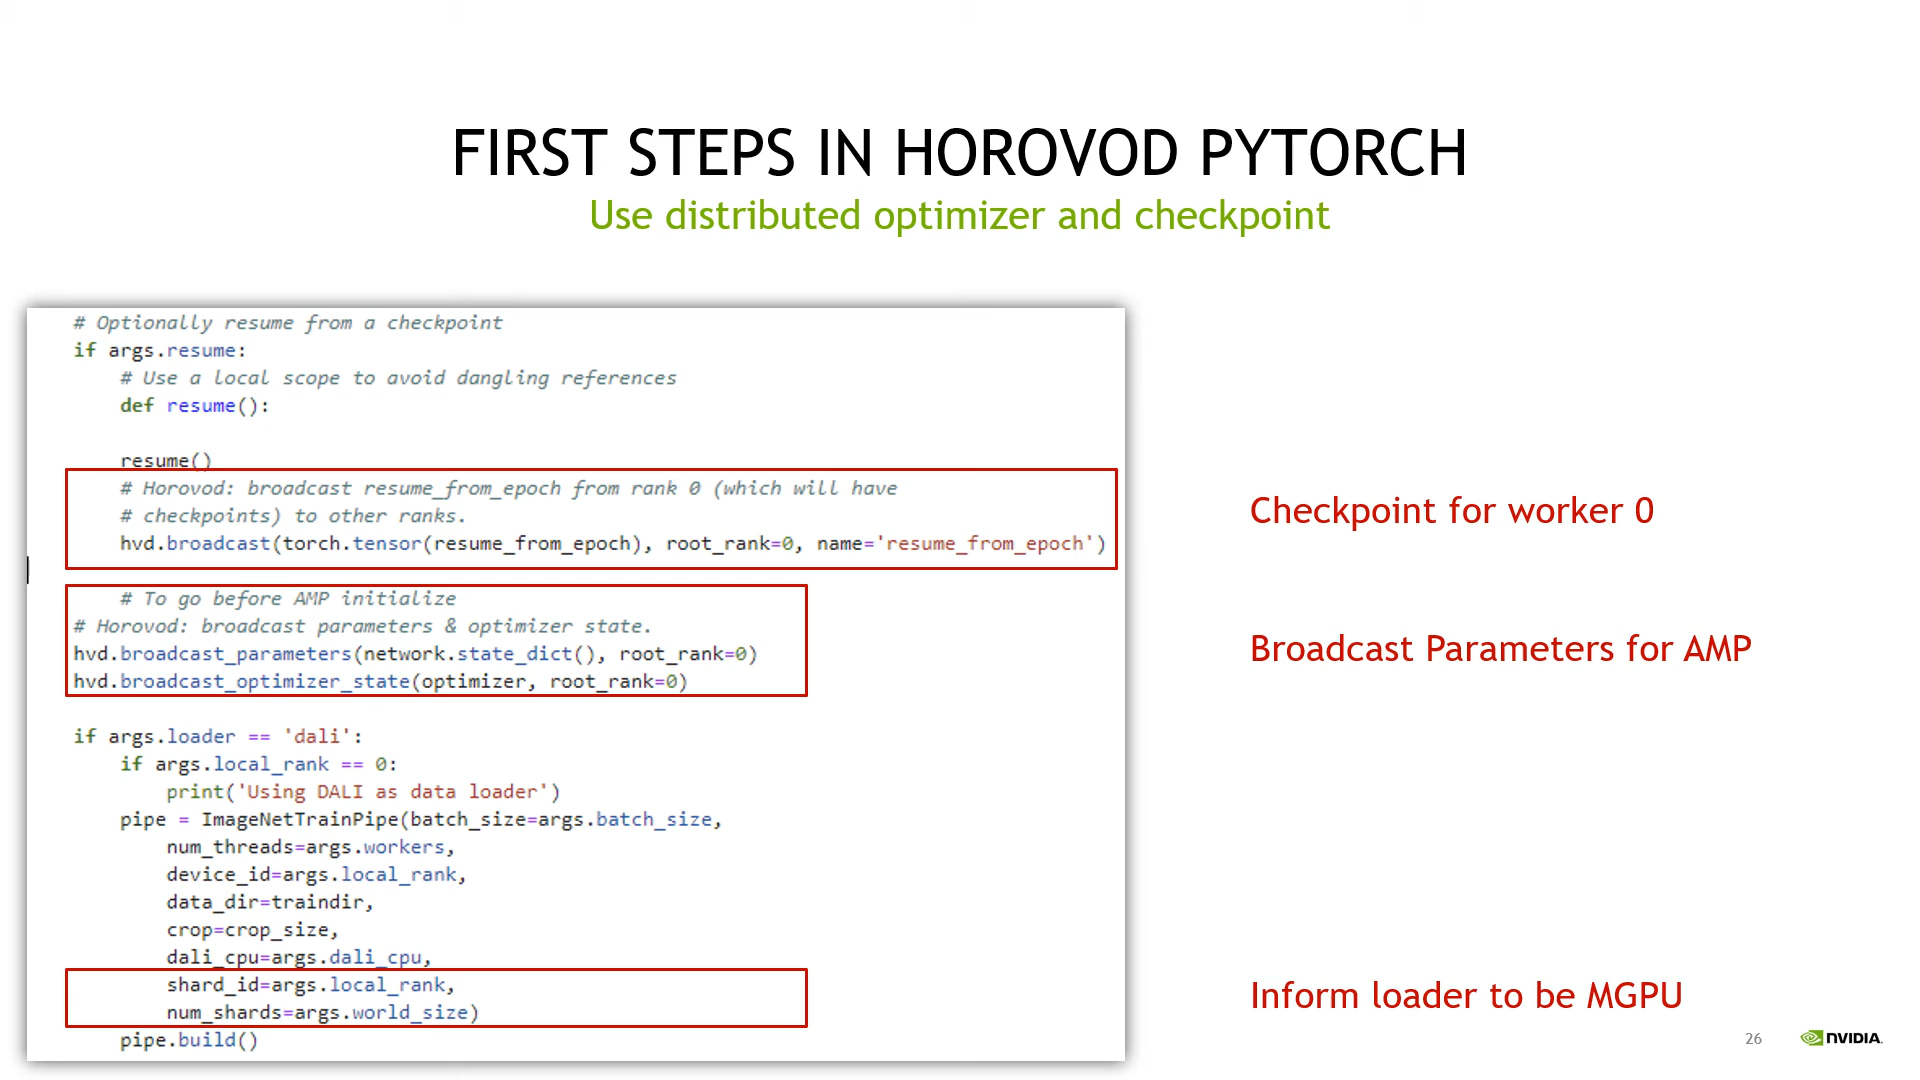 FIRST STEPS IN HOROVOD PYTORCH
Use distributed optimizer and checkpoint
# Optionally resume from a checkpoint
if args.resume:
    # Use a local scope to avoid dangling references
    def resume():
    resume()
    # Horovod: broadcast resume_from_epoch from rank 0 (which will have
    # checkpoints) to other ranks.
    hvd.broadcast(torch.tensor(resume_from_epoch), root_rank=0, name='resume_from_epoch')
    # To go before AMP initialize
# Horovod: broadcast parameters & optimizer state.
hvd.broadcast_parameters(network.state_dict(), root_rank=0)
hvd.broadcast_optimizer_state(optimizer, root_rank=0)
if args.loader == 'dali':
    if args.local_rank == 0:
        print('Using DALI as data loader')
    pipe = ImageNetTrainPipe(batch_size=args.batch_size,
        num_threads=args.workers,
        device_id=args.local_rank,
        data_dir=traindir,
        crop=crop_size,
        dali_cpu=args.dali_cpu,
        shard_id=args.local_rank,
        num_shards=args.world_size)
    pipe.build()
Checkpoint for worker 0
Broadcast Parameters for AMP
Inform loader to be MGPU
26
NVIDIA.